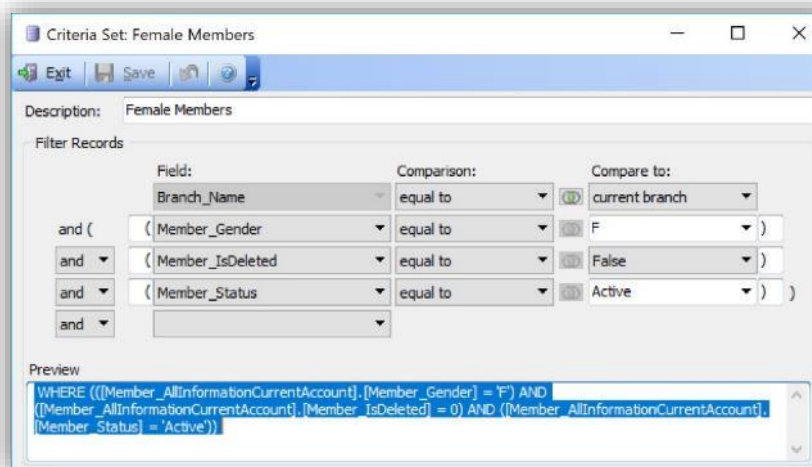 Criteria Set: Female Members
Exit Save
Description: Female Members
Filter Records
Field: Comparison: Compare to:
Branch_Name equal to current branch
and ( ( Member_Gender equal to F )
and ( Member_IsDeleted equal to False )
and ( Member_Status equal to Active ) )
and
Preview
WHERE (([Member_AllInformationCurrentAccount].[Member_Gender] = 'F') AND
([Member_AllInformationCurrentAccount].[Member_IsDeleted] = 0) AND ([Member_AllInformationCurrentAccount].
[Member_Status] = 'Active'))